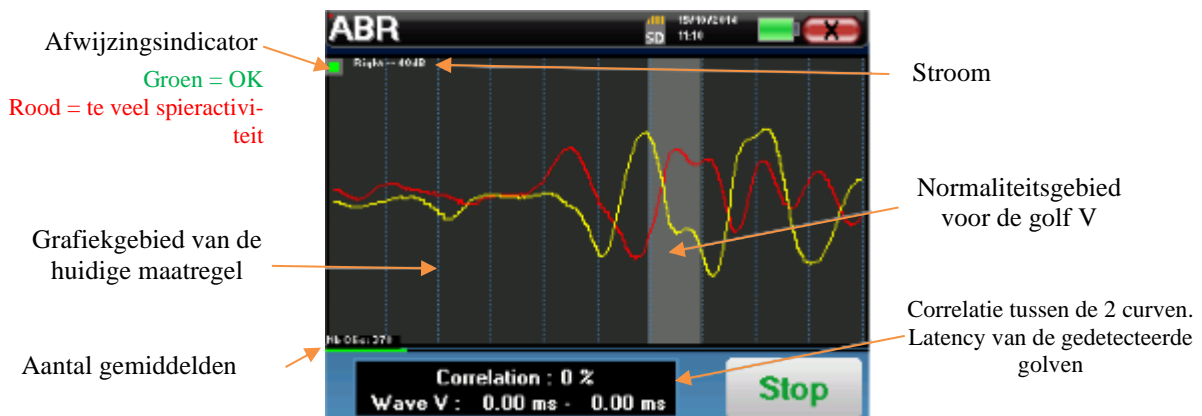 ABR
SD
15/10/2014
11:10
X
Afwijzingsindicator
Groen = OK
Rood = te veel spieractivi-
teit
Right -- 40dB
Stroom
Normaliteitsgebied
voor de golf V
Grafiekgebied van de
huidige maatregel
Correlatie tussen de 2 curven.
Latency van de gedetecteerde
golven
Aantal gemiddelden
Correlation : 0 %
Wave V : 0.00 ms - 0.00 ms
Stop